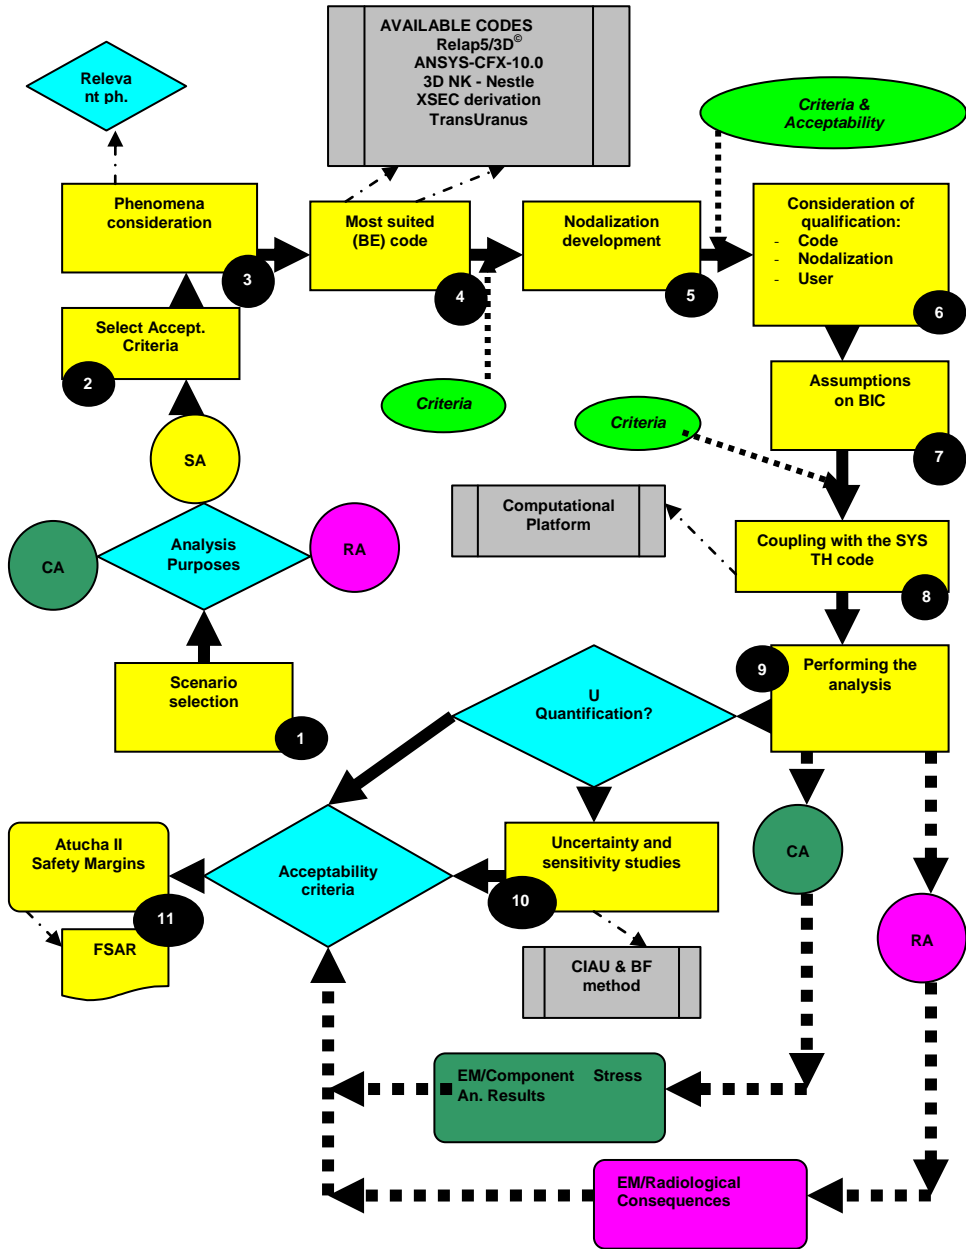 AVAILABLE CODES
Relap5/3D©
ANSYS-CFX-10.0
3D NK - Nestle
XSEC derivation
TransUranus
Releva
nt ph.
Criteria &
Acceptability
Phenomena
consideration
3
Most suited
(BE) code
4
Nodalization
development
5
Consideration of
qualification:
- Code
- Nodalization
- User
6
Select Accept.
Criteria
2
Criteria
Criteria
Assumptions
on BIC
7
SA
CA
Analysis
Purposes
RA
Computational
Platform
Coupling with the SYS
TH code
8
Scenario
selection
1
U
Quantification?
9
Performing the
analysis
Atucha II
Safety Margins
11
FSAR
Acceptability
criteria
Uncertainty and
sensitivity studies
10
CA
RA
CIAU & BF
method
EM/Component Stress
An. Results
EM/Radiological
Consequences